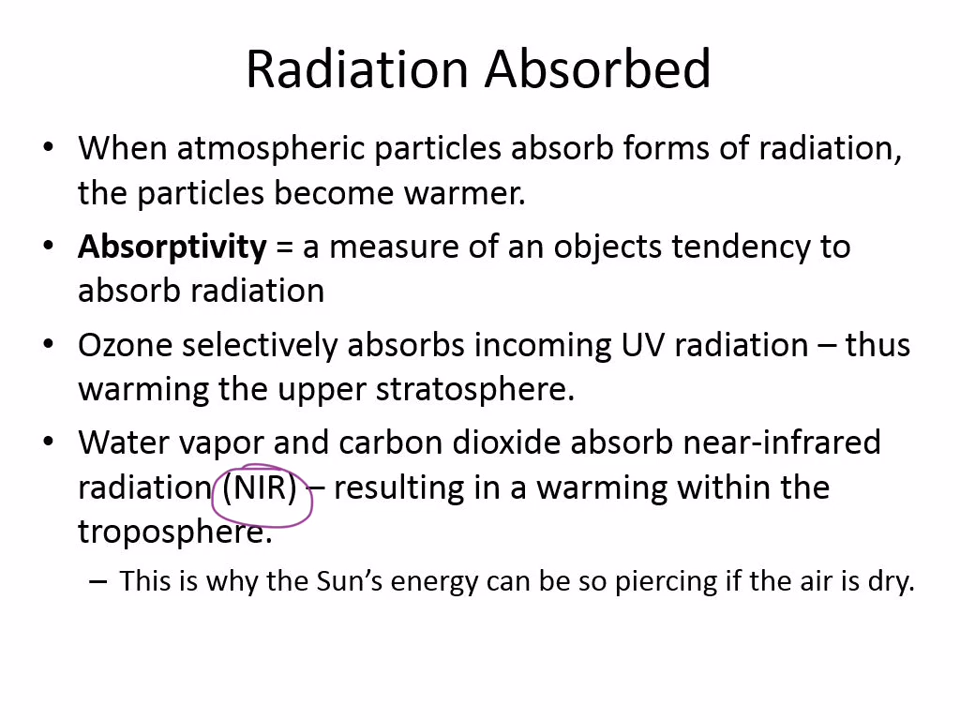 Radiation Absorbed
• When atmospheric particles absorb forms of radiation,
the particles become warmer.
• Absorptivity = a measure of an objects tendency to
absorb radiation
• Ozone selectively absorbs incoming UV radiation – thus
warming the upper stratosphere.
• Water vapor and carbon dioxide absorb near-infrared
radiation (NIR) – resulting in a warming within the
troposphere.
– This is why the Sun’s energy can be so piercing if the air is dry.